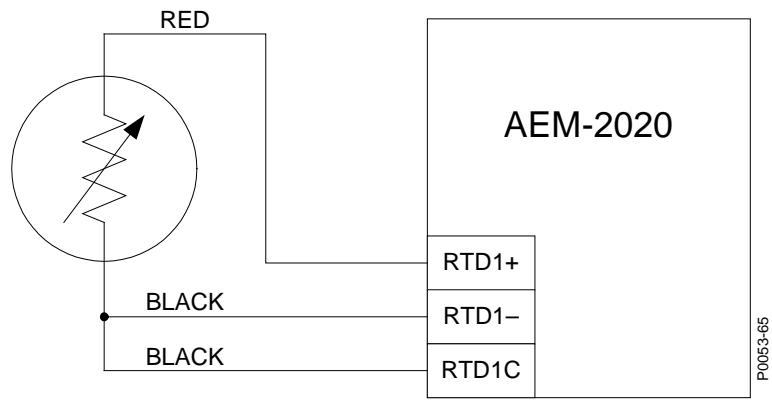 RED
AEM-2020
RTD1+
BLACK
RTD1–
BLACK
RTD1C
P0053-65